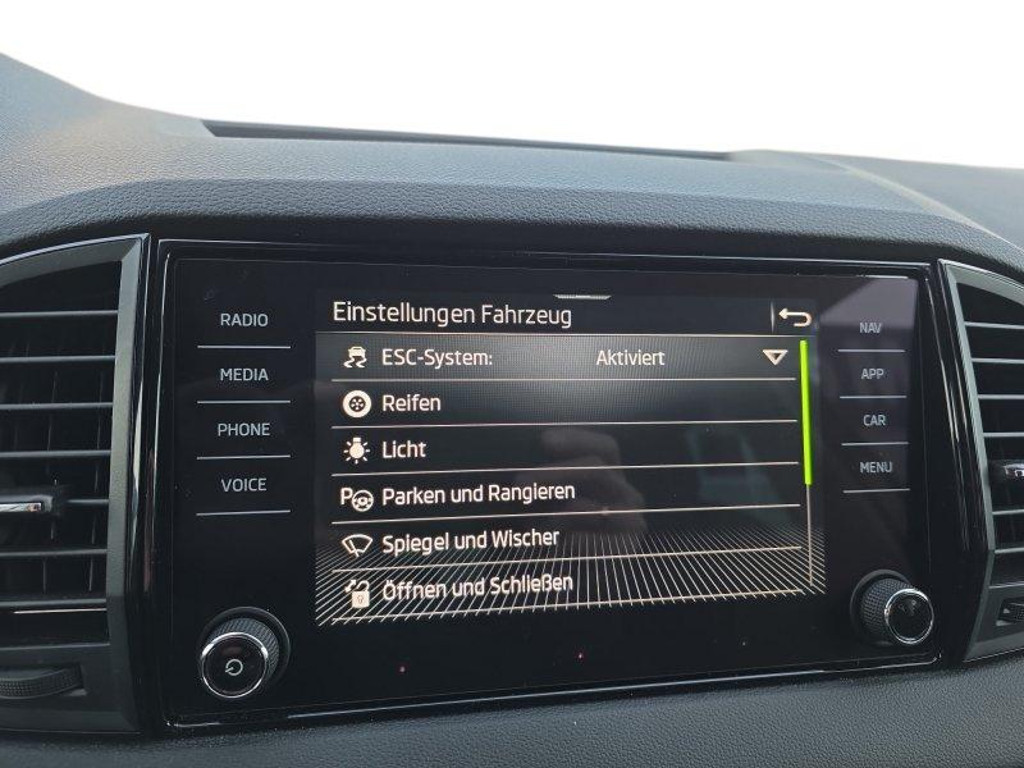 RADIO
MEDIA
PHONE
VOICE
Einstellungen Fahrzeug
ESC-System: Aktiviert
Reifen
Licht
P Parken und Rangieren
Spiegel und Wischer
Öffnen und Schließen
NAV
APP
CAR
MENU